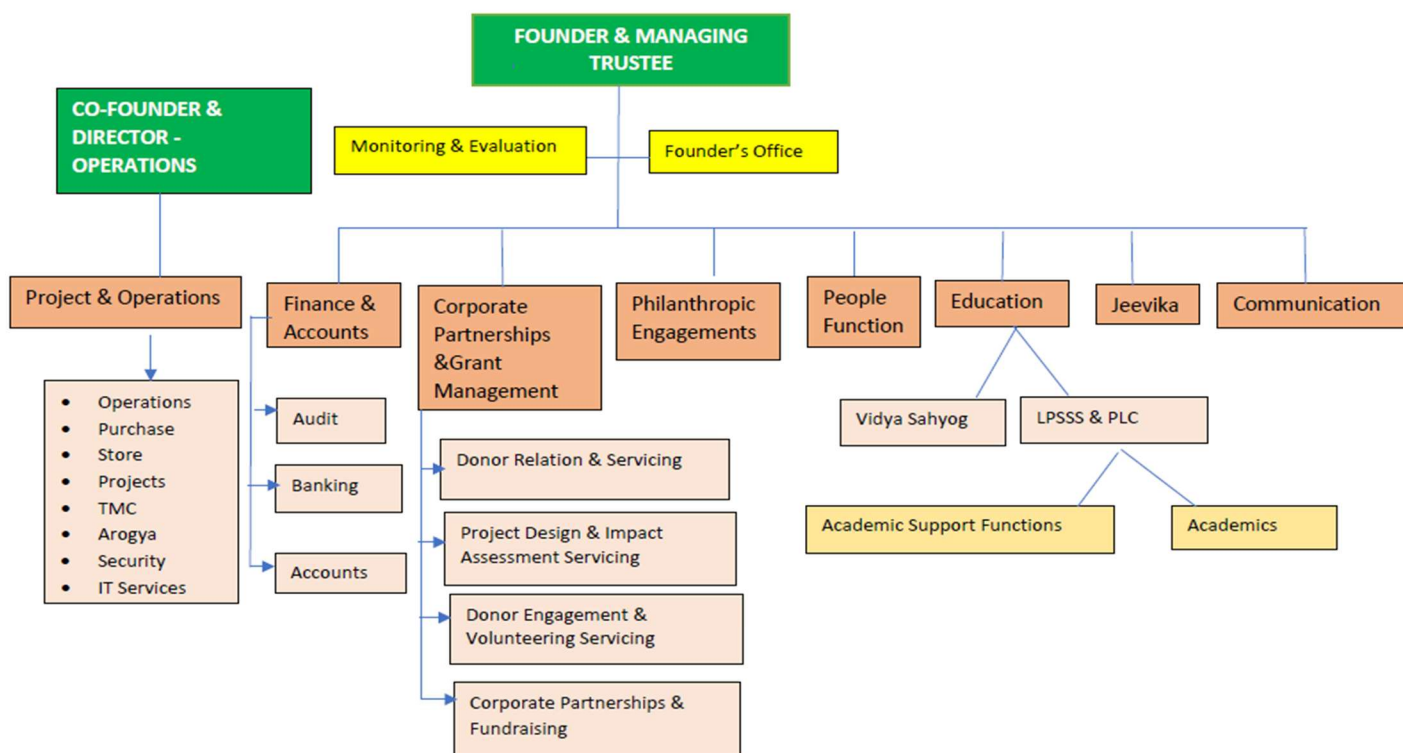 FOUNDER & MANAGING
TRUSTEE
CO-FOUNDER &
DIRECTOR -
OPERATIONS
Monitoring & Evaluation
Founder’s Office
Project & Operations
Finance &
Accounts
Corporate
Partnerships
&Grant
Management
Philanthropic
Engagements
People
Function
Education
Jeevika
Communication
• Operations
• Purchase
• Store
• Projects
• TMC
• Arogya
• Security
• IT Services
Audit
Banking
Accounts
Donor Relation & Servicing
Project Design & Impact
Assessment Servicing
Donor Engagement &
Volunteering Servicing
Corporate Partnerships &
Fundraising
Vidya Sahyog
LPSSS & PLC
Academic Support Functions
Academics